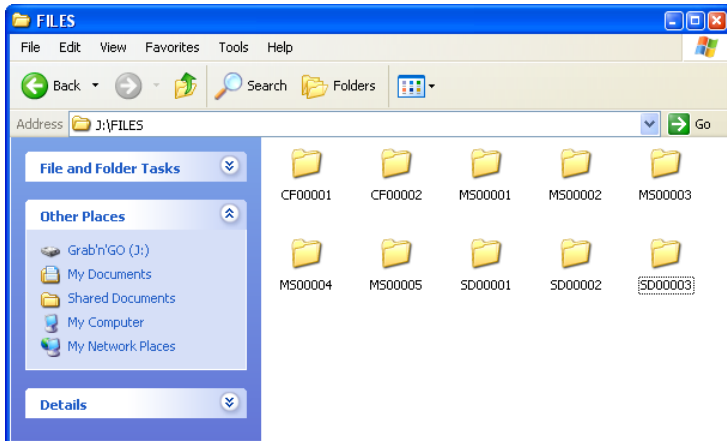 FILES
File Edit View Favorites Tools Help
Back Search Folders
Address J:\FILES Go
File and Folder Tasks
Other Places
Grab'n'GO (J:)
My Documents
Shared Documents
My Computer
My Network Places
Details
CF00001 CF00002 MS00001 MS00002 MS00003
MS00004 MS00005 SD00001 SD00002 SD00003